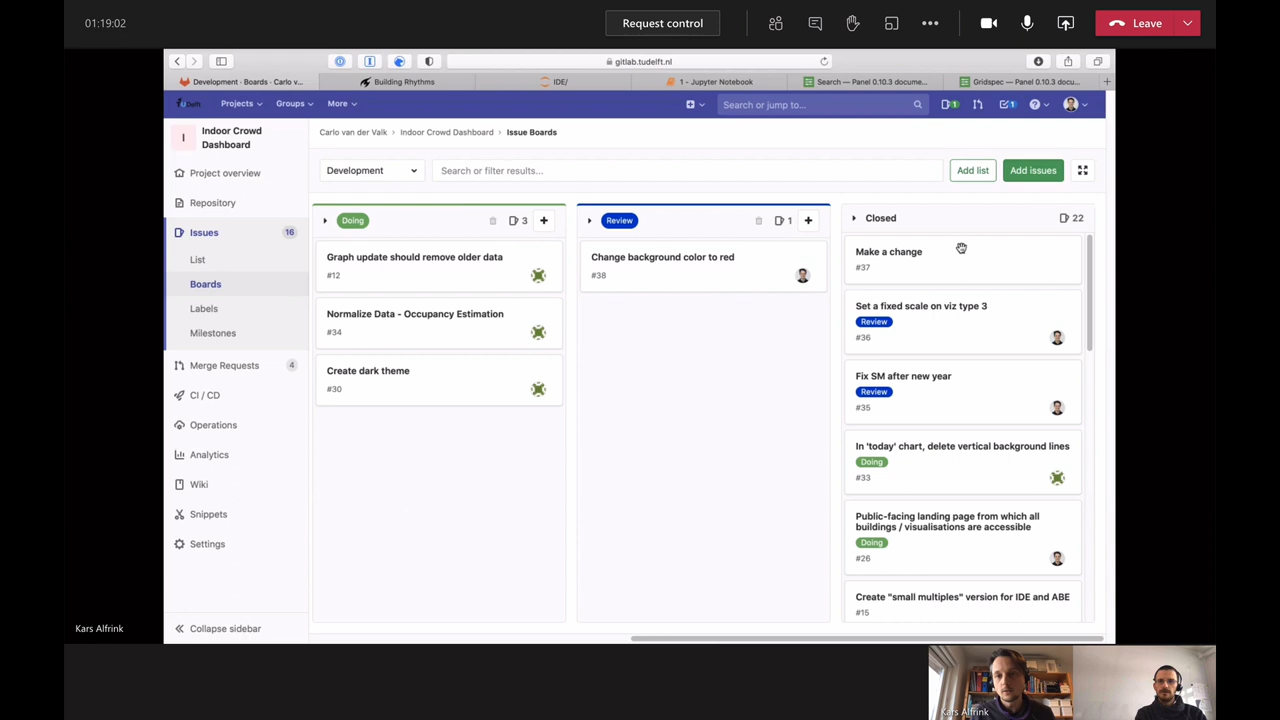 01:19:02
Request control
Leave
gitlab.tudelft.nl
Development · Boards · Carlo v...
Building Rhythms
IDE/
1 - Jupyter Notebook
Search — Panel 0.10.3 docume...
Gridspec — Panel 0.10.3 docu...
TUDelft
Projects
Groups
More
Search or jump to...
1
1
I
Indoor Crowd
Dashboard
Project overview
Repository
Issues
16
List
Boards
Labels
Milestones
Merge Requests
4
CI / CD
Operations
Analytics
Wiki
Snippets
Settings
Collapse sidebar
Carlo van der Valk
Indoor Crowd Dashboard
Issue Boards
Development
Search or filter results...
Add list
Add issues
Doing
3
Graph update should remove older data
#12
Normalize Data - Occupancy Estimation
#34
Create dark theme
#30
Review
1
Change background color to red
#38
Closed
22
Make a change
#37
Set a fixed scale on viz type 3
Review
#36
Fix SM after new year
Review
#35
In 'today' chart, delete vertical background lines
Doing
#33
Public-facing landing page from which all
buildings / visualisations are accessible
Doing
#26
Create "small multiples" version for IDE and ABE
#15
Kars Alfrink
Kars Alfrink